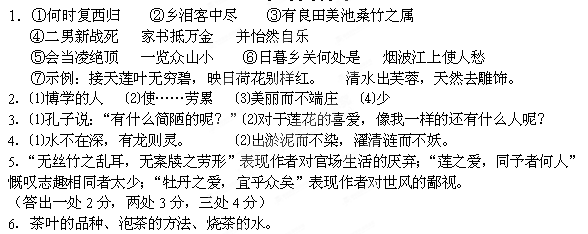 1. ①何时复西归 ②乡泪客中尽 ③有良田美池桑竹之属
④二男新战死 家书抵万金 并怡然自乐
⑤会当凌绝顶 一览众山小 ⑥日暮乡关何处是 烟波江上使人愁
⑦示例：接天莲叶无穷碧，映日荷花别样红。 清水出芙蓉，天然去雕饰。
2. ⑴博学的人 ⑵使……劳累 ⑶美丽而不端庄 ⑷少
3. ⑴孔子说：“有什么简陋的呢？”⑵对于莲花的喜爱，像我一样的还有什么人呢？
4. ⑴水不在深，有龙则灵。 ⑵出淤泥而不染，濯清涟而不妖。
5. “无丝竹之乱耳，无案牍之劳形”表现作者对官场生活的厌弃；“莲之爱，同予者何人”
慨叹志趣相同者太少；“牡丹之爱，宜乎众矣”表现作者对世风的鄙视。
（答出一处2分，两处3分，三处4分）
6. 茶叶的品种、泡茶的方法、烧茶的水。